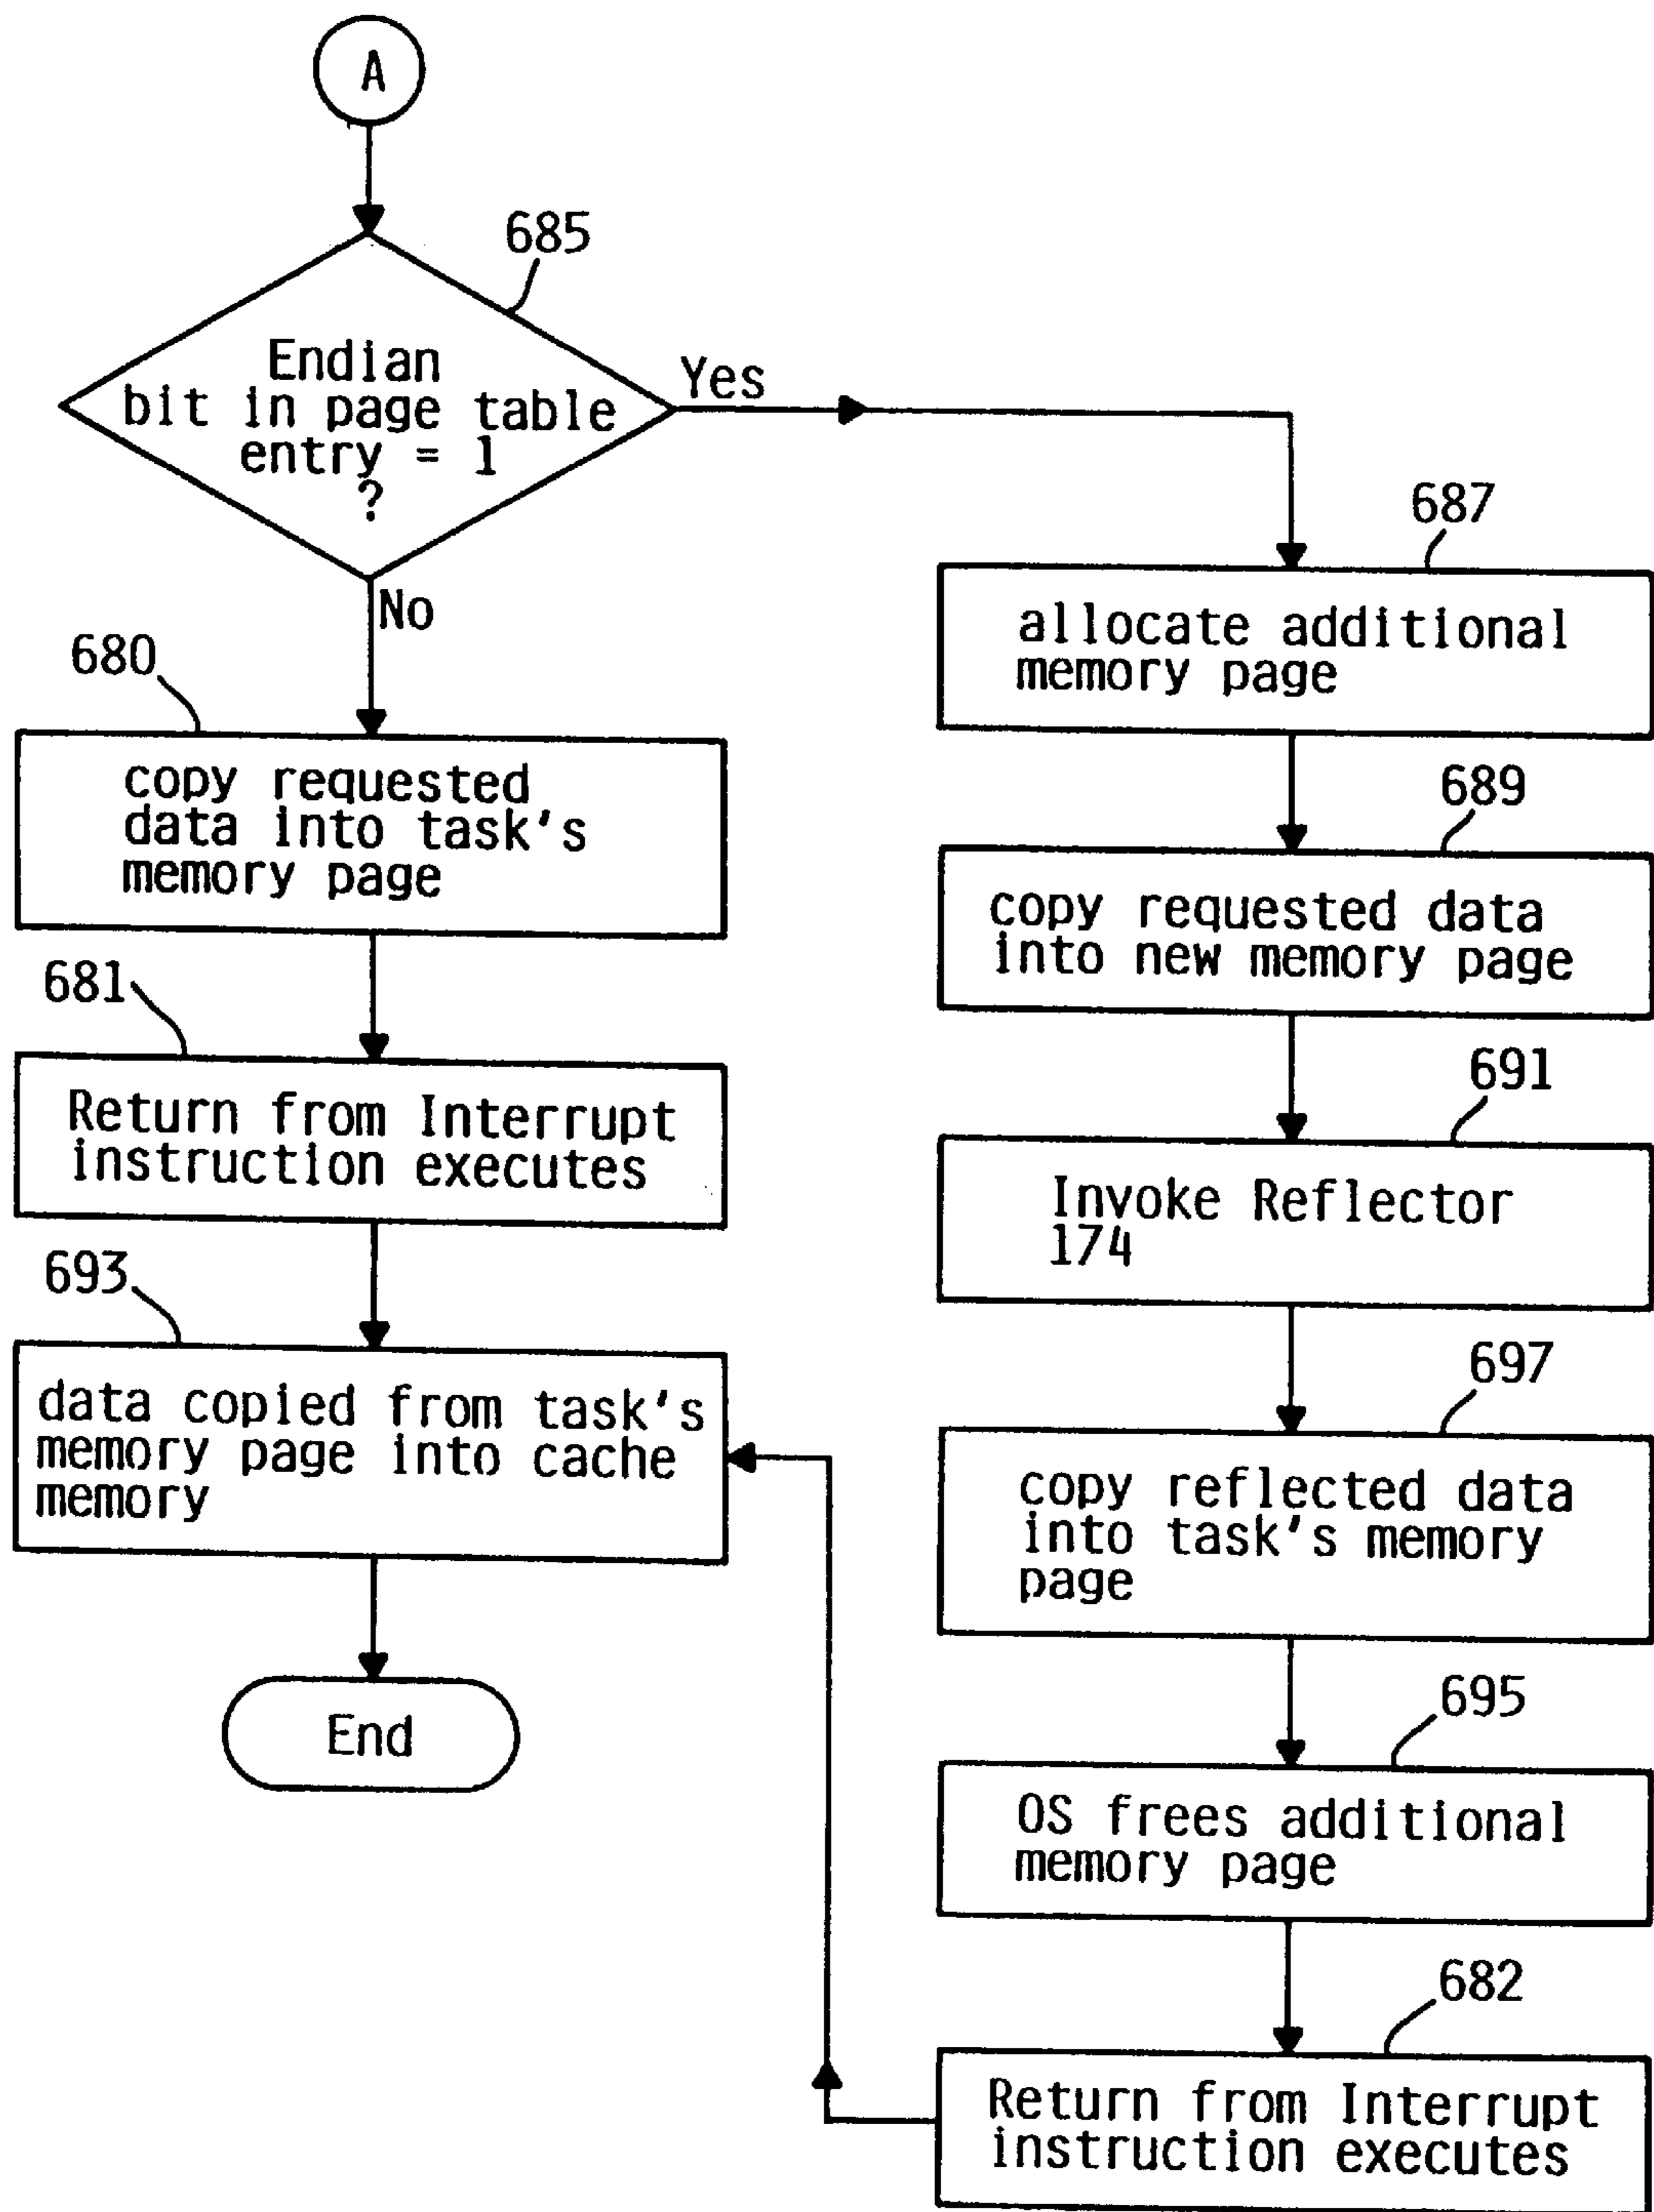 A
685
Endian
bit in page table
entry = 1
?
Yes
No
680
copy requested
data into task's
memory page
681
Return from Interrupt
instruction executes
693
data copied from task's
memory page into cache
memory
End
687
allocate additional
memory page
689
copy requested data
into new memory page
691
Invoke Reflector
174
697
copy reflected data
into task's memory
page
695
OS frees additional
memory page
682
Return from Interrupt
instruction executes